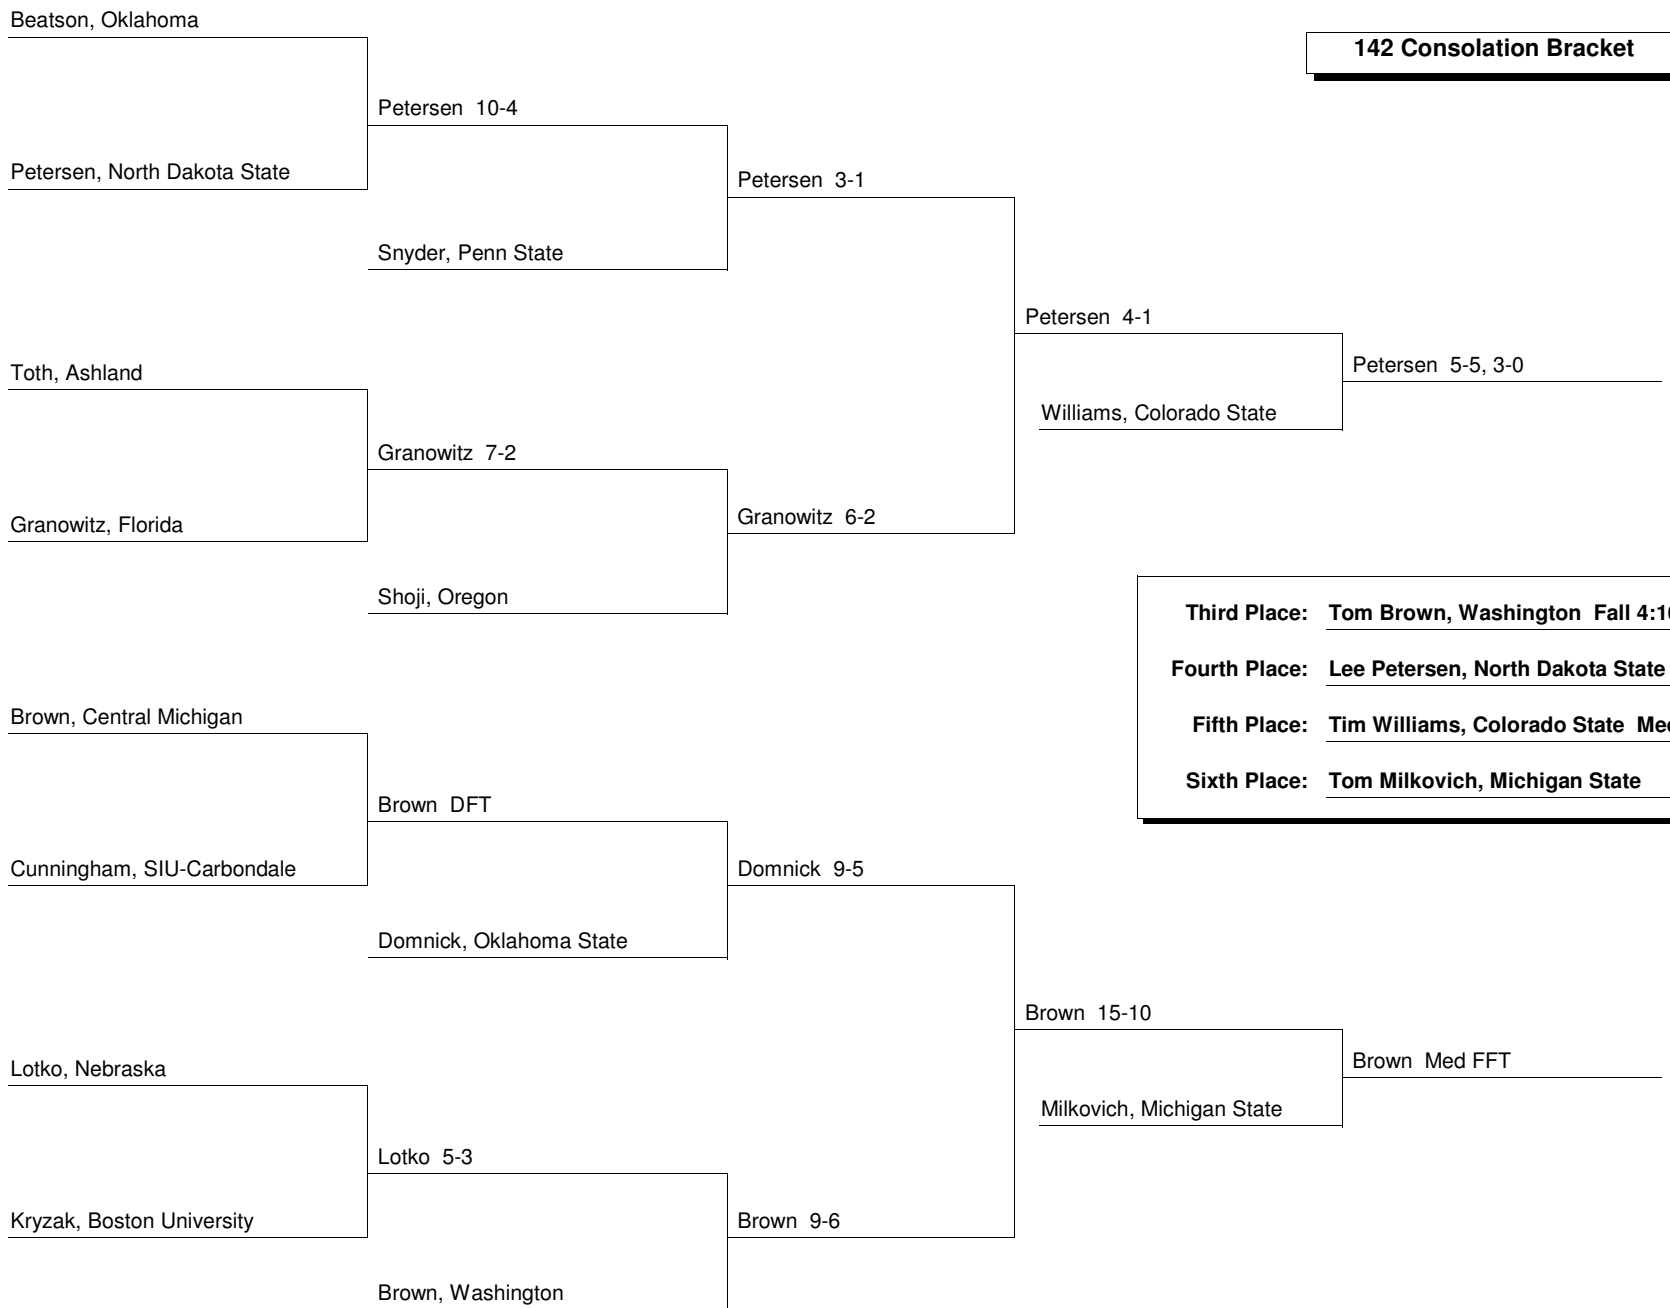 Beatson, Oklahoma
142 Consolation Bracket
Petersen 10-4
Petersen, North Dakota State
Petersen 3-1
Snyder, Penn State
Petersen 4-1
Toth, Ashland
Petersen 5-5, 3-0
Williams, Colorado State
Granowitz 7-2
Granowitz, Florida
Granowitz 6-2
Shoji, Oregon
Third Place: Tom Brown, Washington Fall
Fourth Place: Lee Petersen, North Dakota State
Fifth Place: Tim Williams, Colorado State
Sixth Place: Tom Milkovich, Michigan State
Brown, Central Michigan
Brown DFT
Cunningham, SIU-Carbondale
Domnick 9-5
Domnick, Oklahoma State
Brown 15-10
Lotko, Nebraska
Brown Med FFT
Milkovich, Michigan State
Lotko 5-3
Kryzak, Boston University
Brown 9-6
Brown, Washington